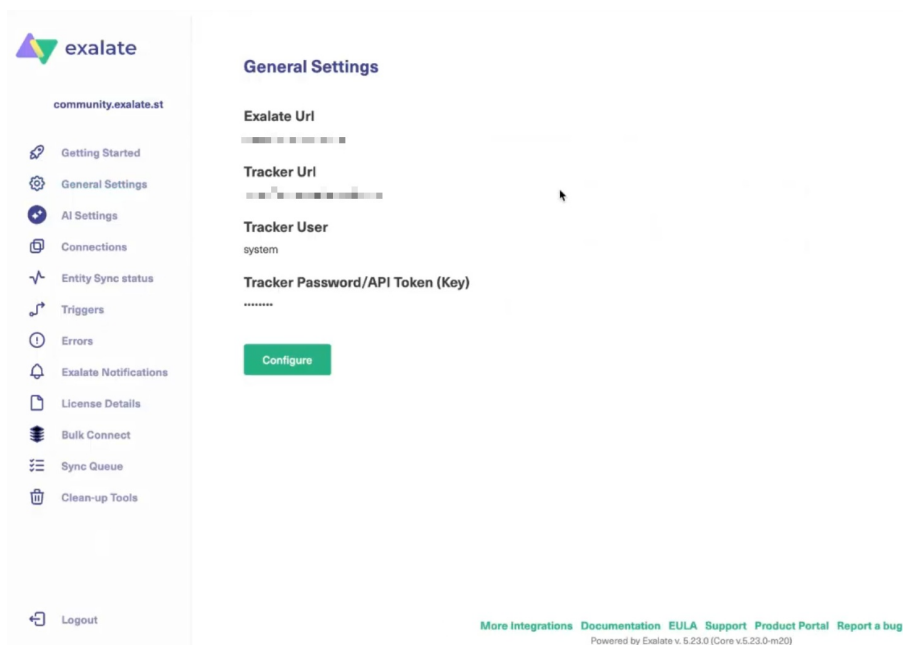 exalate
community.exalate.st
Getting Started
General Settings
AI Settings
Connections
Entity Sync status
Triggers
Errors
Exalate Notifications
License Details
Bulk Connect
Sync Queue
Clean-up Tools
Logout
General Settings
Exalate Url
Tracker Url
Tracker User
system
Tracker Password/API Token (Key)
••••••••
Configure
More Integrations Documentation EULA Support Product Portal Report a bug
Powered by Exalate v. 5.23.0 (Core v.5.23.0-m20)